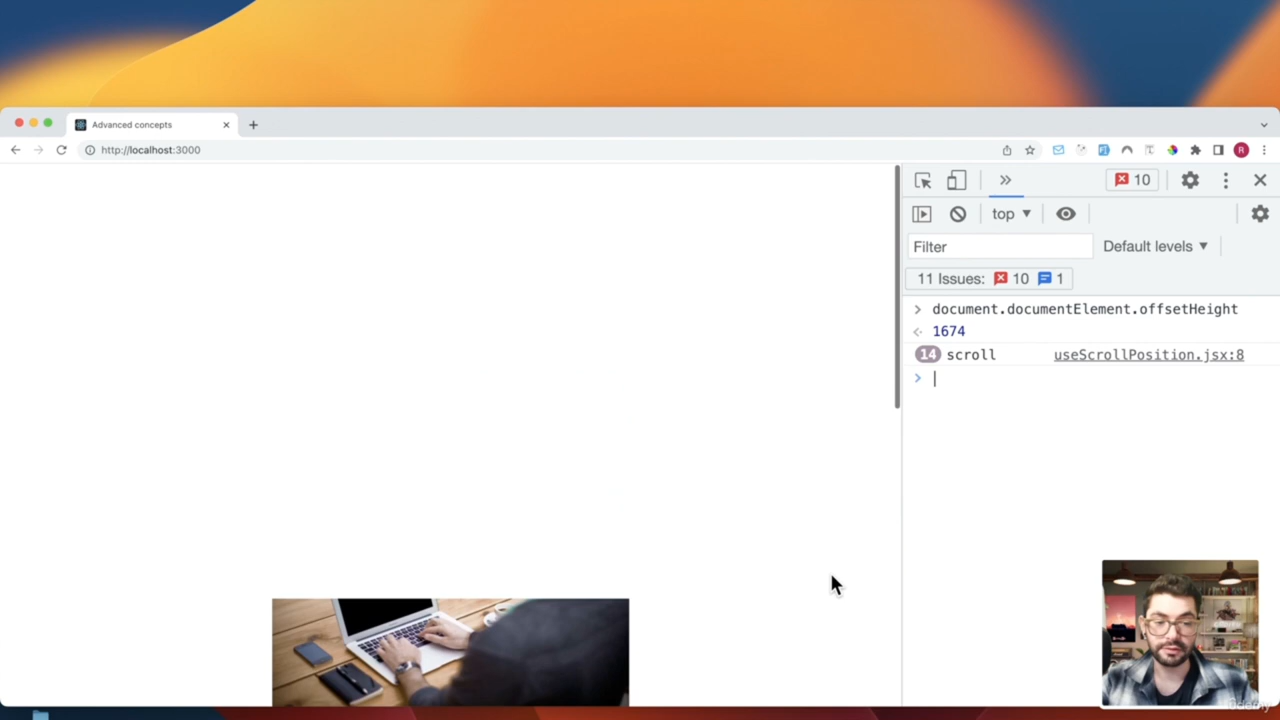 Advanced concepts
http://localhost:3000
R
10
top
Filter
Default levels
11 Issues: 10 1
document.documentElement.offsetHeight
1674
14 scroll useScrollPosition.jsx:8
Udemy